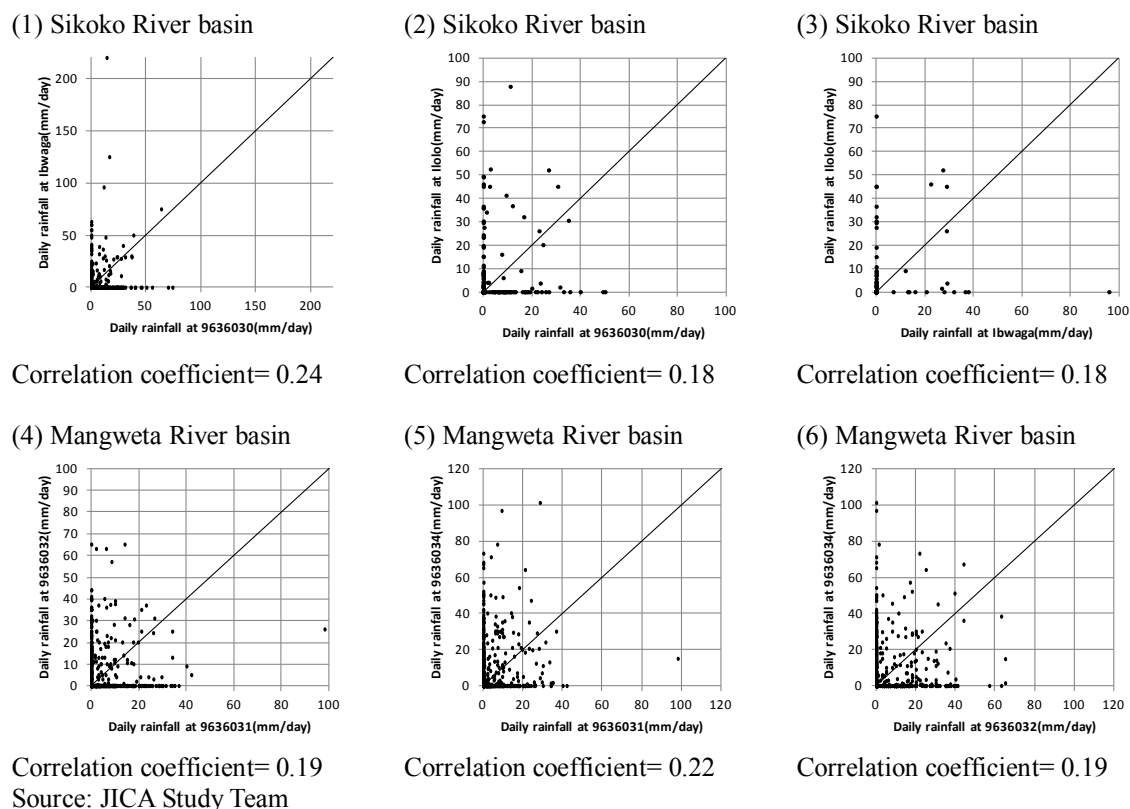 (1) Sikoko River basin
200
150
100
50
0
0 50 100 150 200
Daily rainfall at Ibwaga(mm/day)
Daily rainfall at 9636030(mm/day)
Correlation coefficient= 0.24
(2) Sikoko River basin
100
90
80
70
60
50
40
30
20
10
0
0 20 40 60 80 100
Daily rainfall at Ilolo(mm/day)
Daily rainfall at 9636030(mm/day)
Correlation coefficient= 0.18
(3) Sikoko River basin
100
90
80
70
60
50
40
30
20
10
0
0 20 40 60 80 100
Daily rainfall at Ilolo(mm/day)
Daily rainfall at Ibwaga(mm/day)
Correlation coefficient= 0.18
(4) Mangweta River basin
100
90
80
70
60
50
40
30
20
10
0
0 20 40 60 80 100
Daily rainfall at 9636032(mm/day)
Daily rainfall at 9636031(mm/day)
Correlation coefficient= 0.19
(5) Mangweta River basin
120
100
80
60
40
20
0
0 20 40 60 80 100 120
Daily rainfall at 9636034(mm/day)
Daily rainfall at 9636031(mm/day)
Correlation coefficient= 0.22
(6) Mangweta River basin
120
100
80
60
40
20
0
0 20 40 60 80 100 120
Daily rainfall at 9636034(mm/day)
Daily rainfall at 9636032(mm/day)
Correlation coefficient= 0.19
Source: JICA Study Team